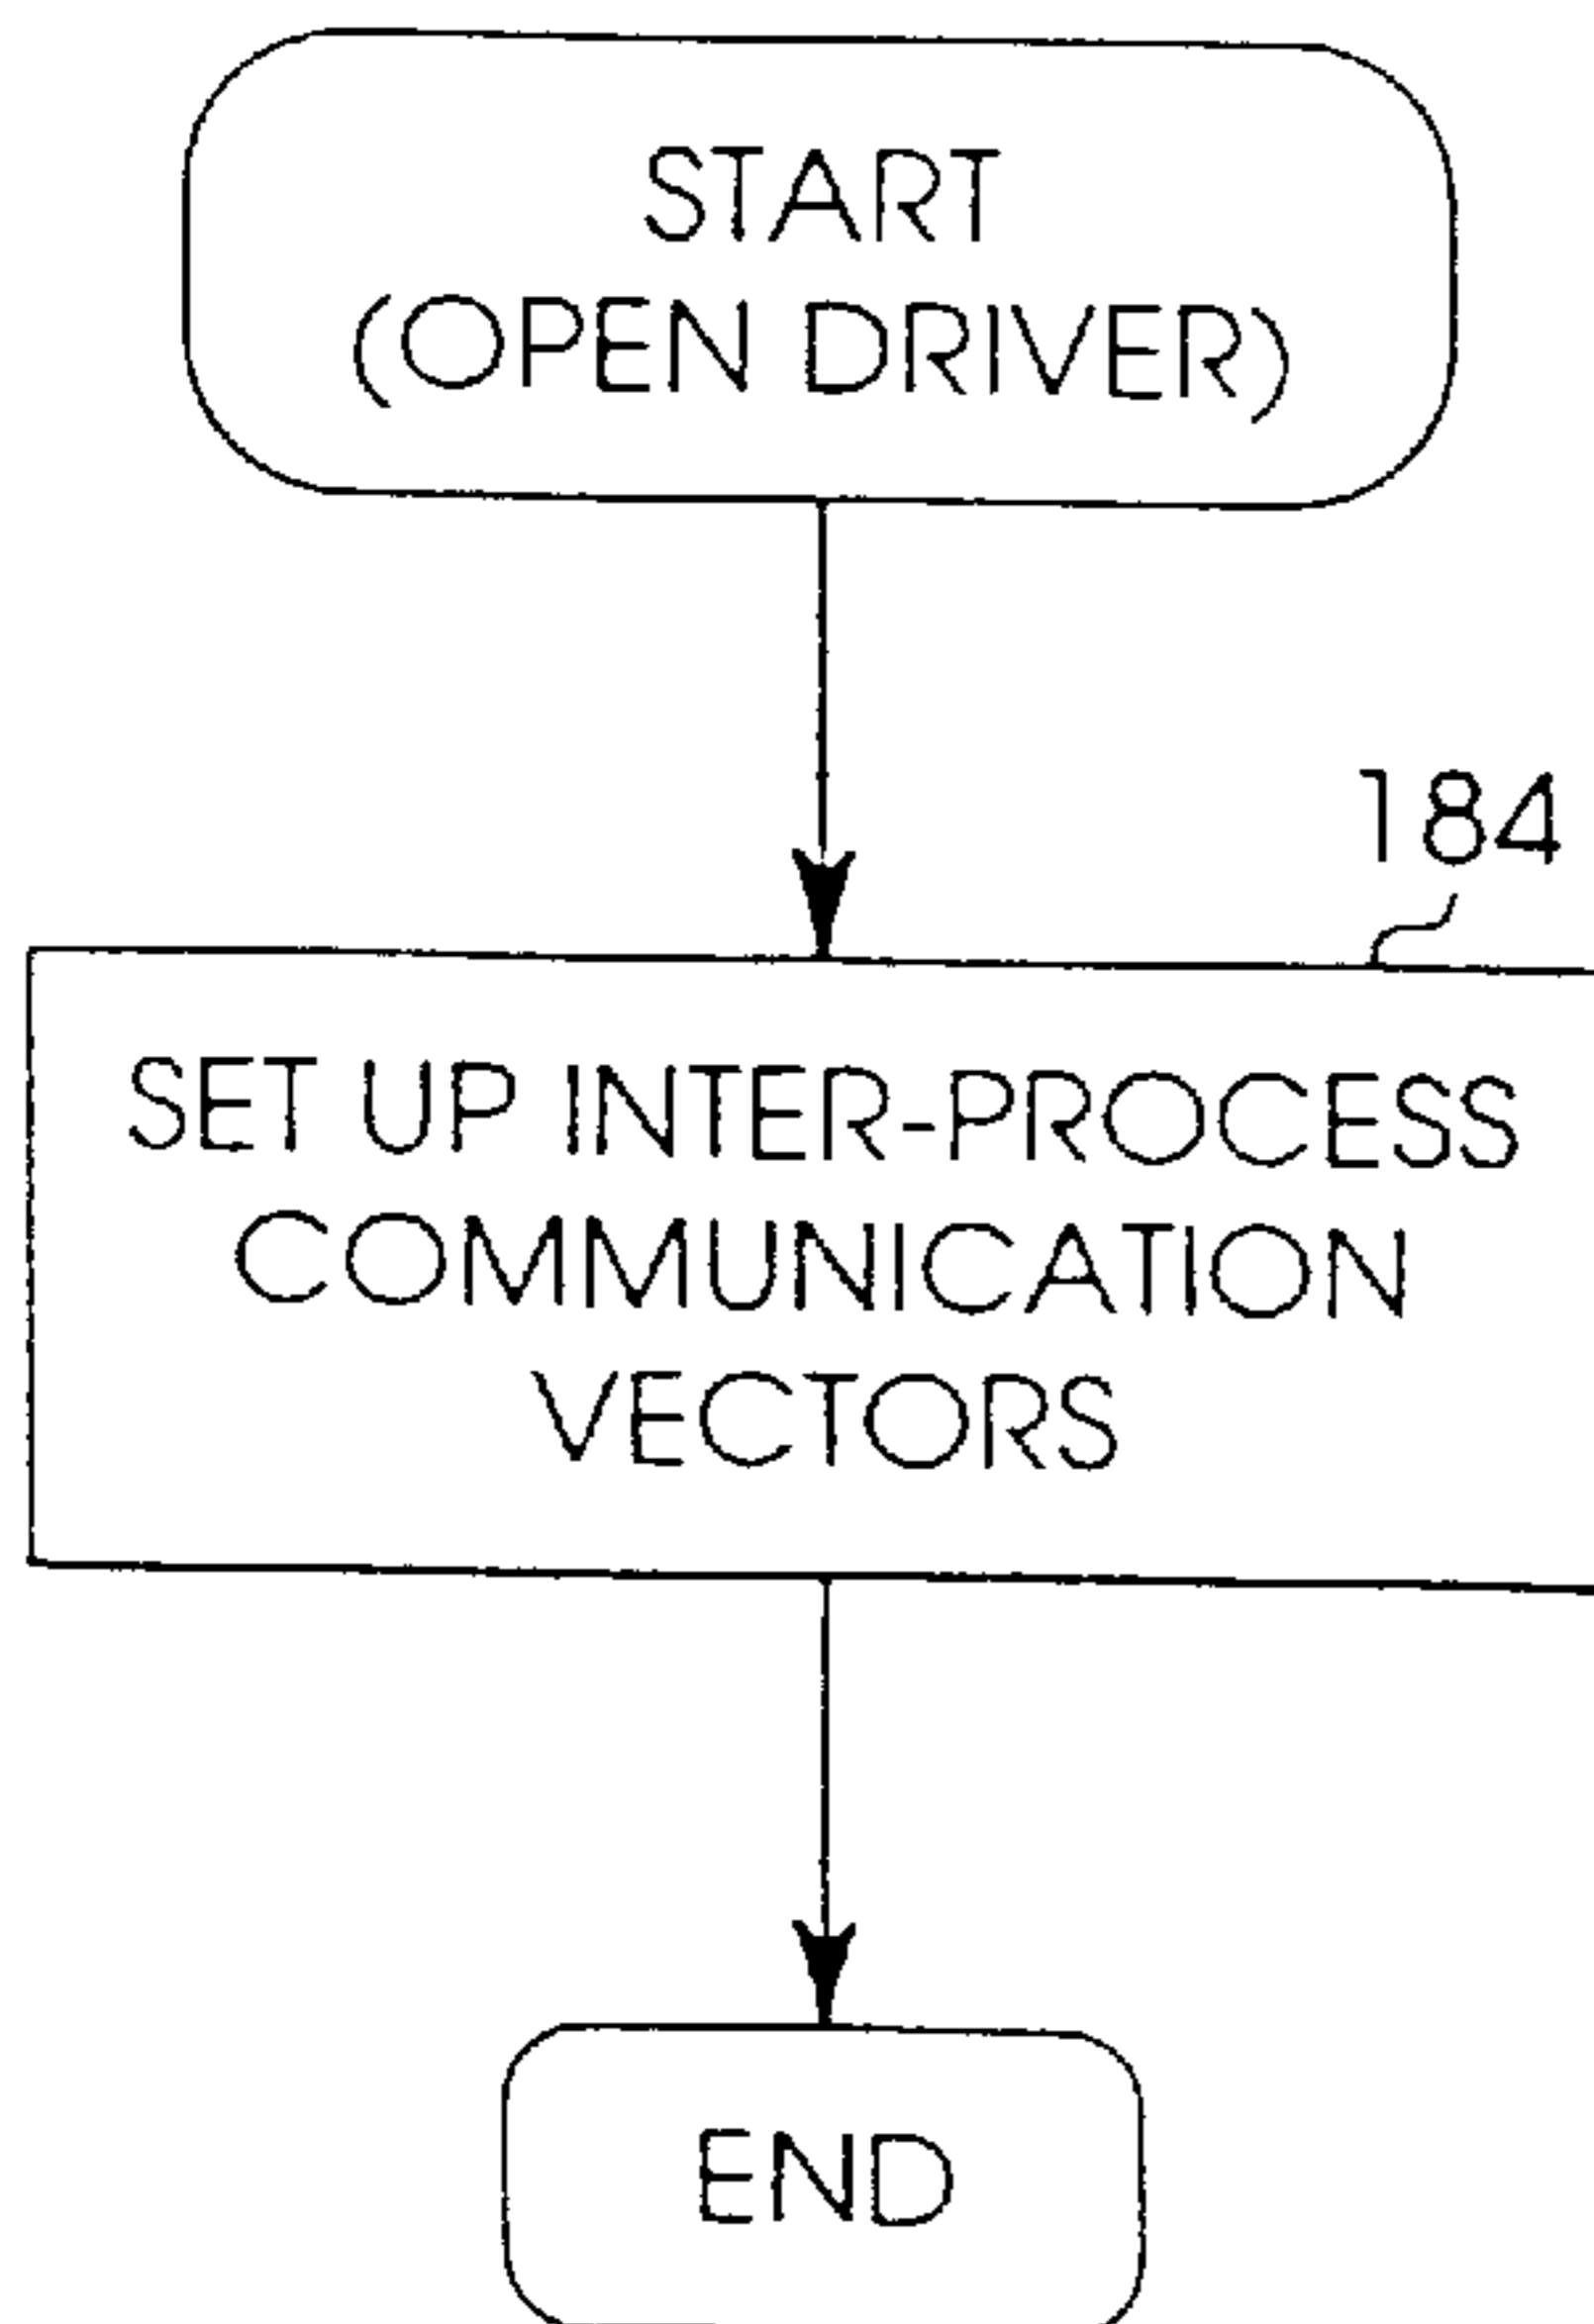 START
(OPEN DRIVER)
184
SET UP INTER-PROCESS
COMMUNICATION
VECTORS
END